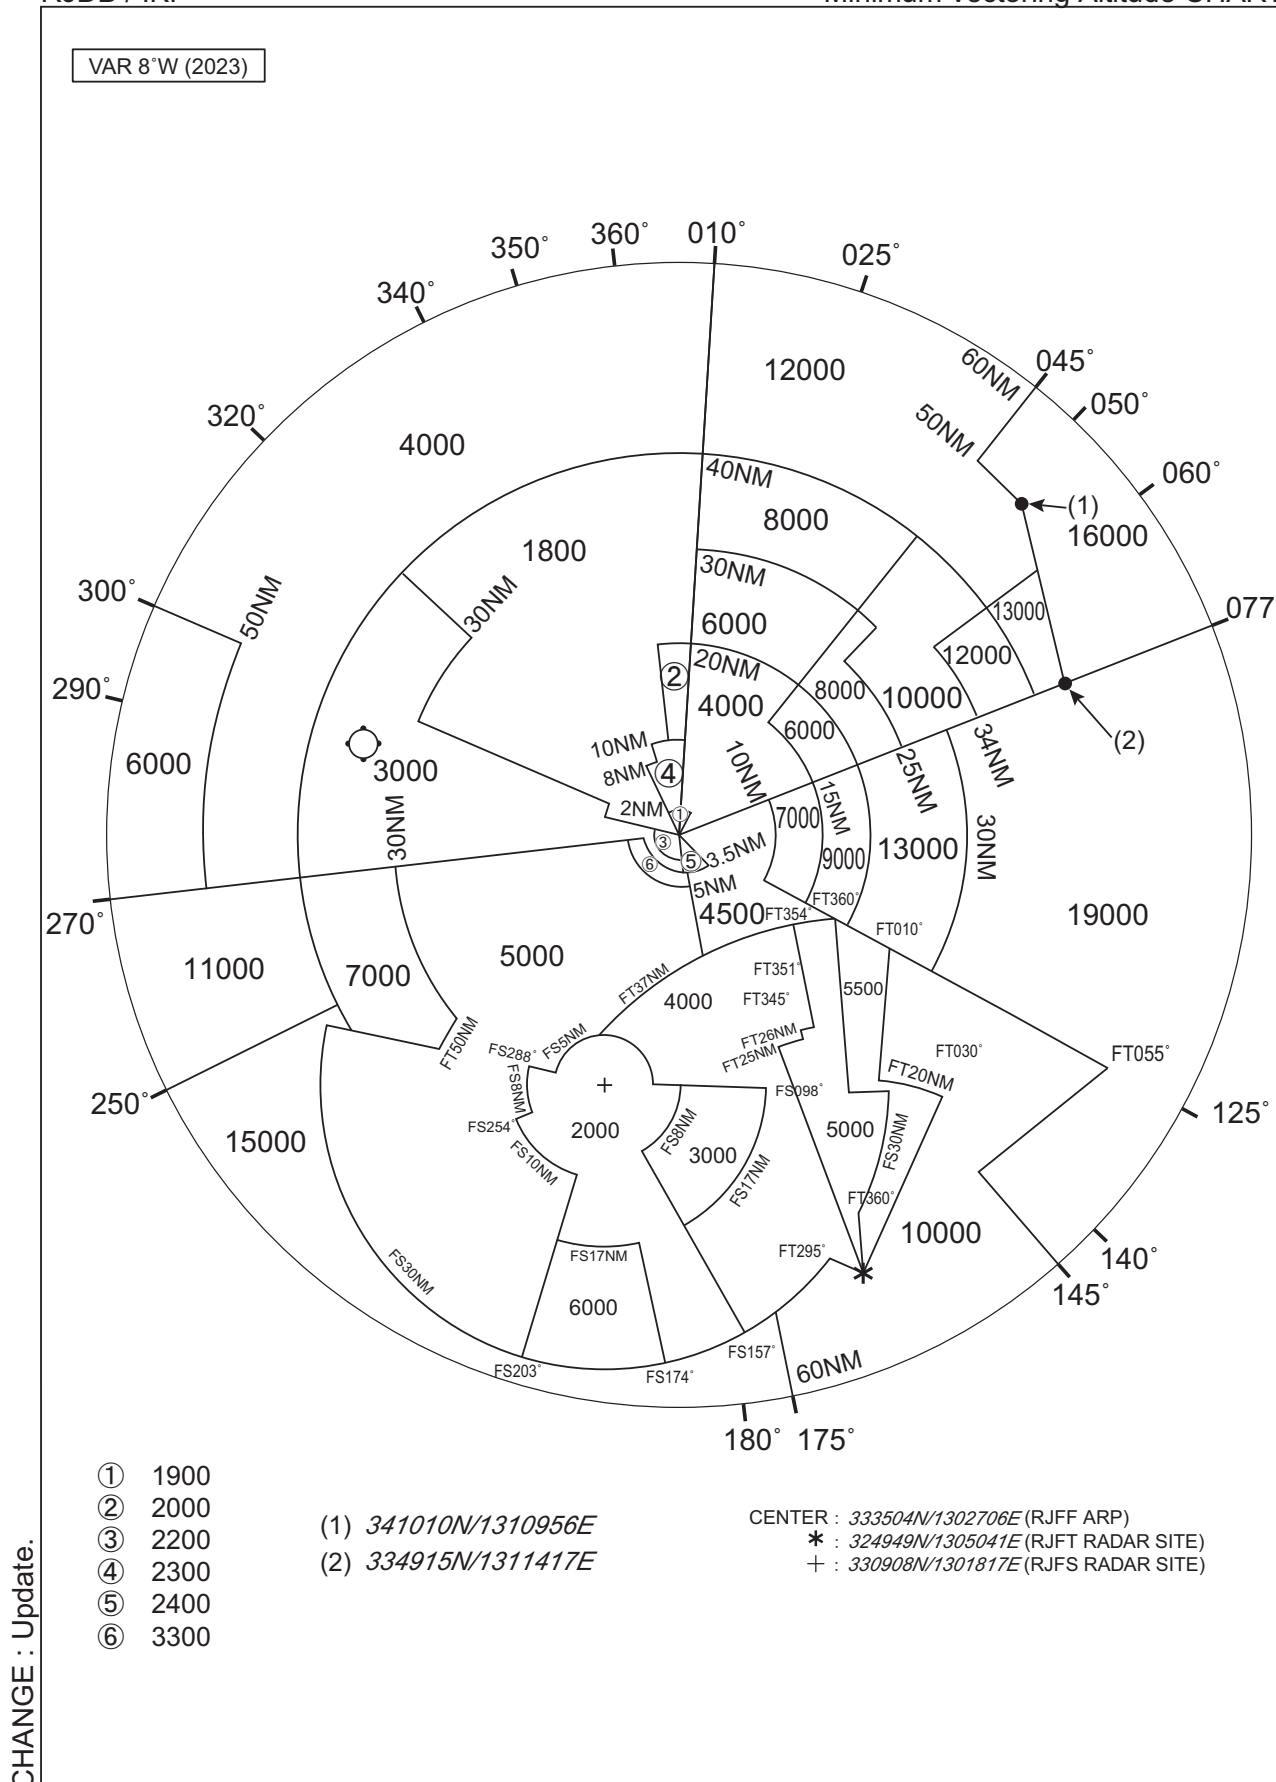 VAR 8°W (2023)
360°
010°
350°
025°
340°
045°
60NM
12000
050°
320°
50NM
4000
060°
40NM
(1)
8000
16000
1800
30NM
300°
50NM
30NM
077
13000
6000
12000
②
20NM
290°
8000
10000
4000
6000
(2)
10NM
34NM
6000
3000
8NM
④
10NM
25NM
2NM
①
30NM
7000
15NM
30NM
③
⑤
3.5NM
9000
13000
⑥
5NM
270°
4500
FT354°
FT360°
19000
FT010°
5000
11000
7000
FT37NM
FT351°
4000
FT345°
5500
FT50NM
FS5NM
FT26NM
FS288°
FT25NM
FT030°
FT055°
FS8NM
FT20NM
250°
FS098°
125°
FS254°
2000
FS8NM
5000
15000
3000
FS30NM
FS10NM
FS17NM
FT360°
10000
FS17NM
FT295°
140°
FS30NM
145°
6000
FS157°
FS203°
FS174°
60NM
180°
175°
① 1900
② 2000
③ 2200
④ 2300
⑤ 2400
⑥ 3300
(1) 341010N/1310956E
(2) 334915N/1311417E
CENTER : 333504N/1302706E (RJFF ARP)
* : 324949N/1305041E (RJFT RADAR SITE)
+ : 330908N/1301817E (RJFS RADAR SITE)
CHANGE : Update.